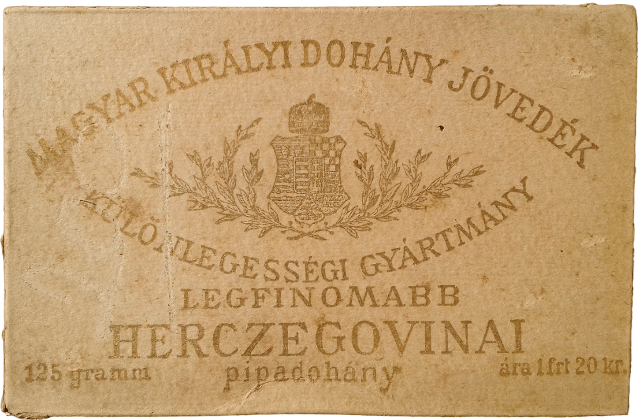 MAGYAR KIRÁLYI DOHÁNY JÖVEDÉK
KÜLÖNLEGESSÉGI GYÁRTMÁNY
LEGFINOMABB
HERCZEGOVINAI
125 gramm pipadohány ára 1 frt 20 kr.